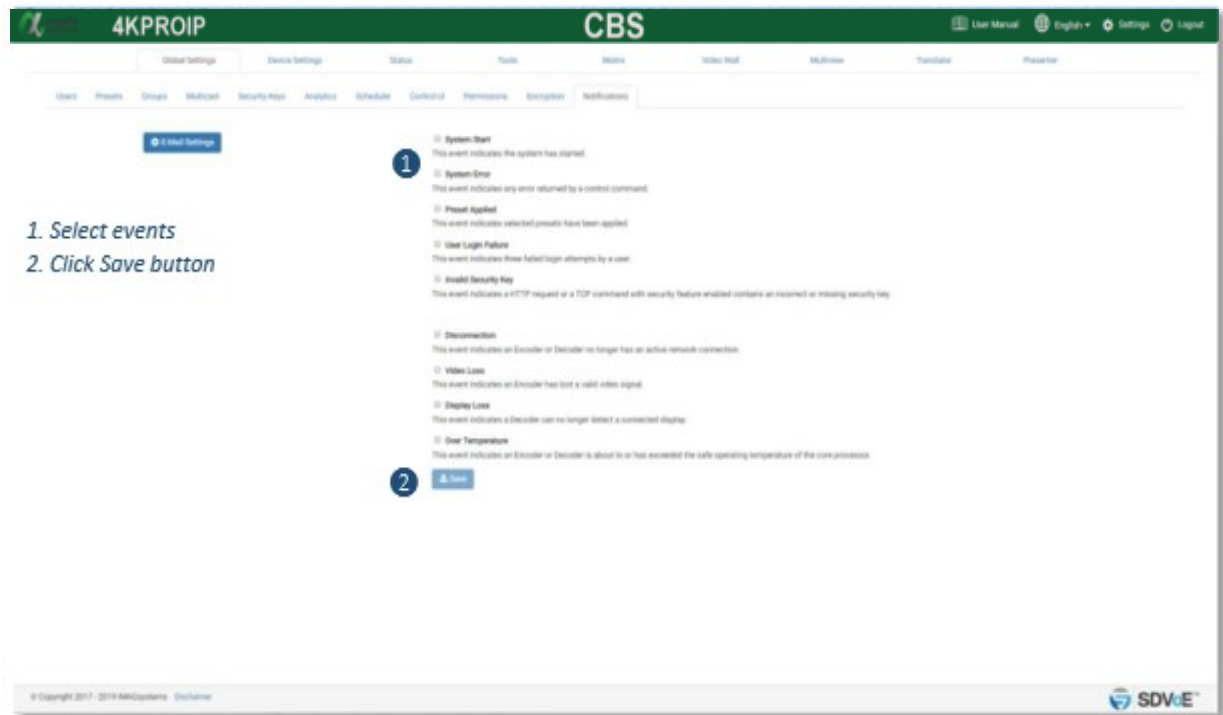 4KPROIP
CBS
User Manual
English
Settings
Logout
Global Settings
Device Settings
Status
Tools
Matrix
Video Wall
Multiview
Translator
Presenter
Users
Presets
Groups
Multicast
Security Keys
Analytics
Scheduler
Control UI
Permissions
Encryption
Notifications
E-Mail Settings
1. Select events
2. Click Save button
1
System Start
This event indicates the system has started.
System Error
This event indicates any error returned by a control command.
Preset Applied
This event indicates selected presets have been applied.
User Login Failure
This event indicates three failed login attempts by a user.
Invalid Security Key
This event indicates a HTTP request or a TCP command with security feature enabled contains an incorrect or missing security key.
Disconnection
This event indicates an Encoder or Decoder no longer has an active network connection.
Video Loss
This event indicates an Encoder has lost a valid video signal.
Display Loss
This event indicates a Decoder can no longer detect a connected display.
Over Temperature
This event indicates an Encoder or Decoder is about to or has exceeded the safe operating temperature of the core processor.
2
Save
© Copyright 2017 - 2019 IMAGsystems Disclaimer
SDVoE™